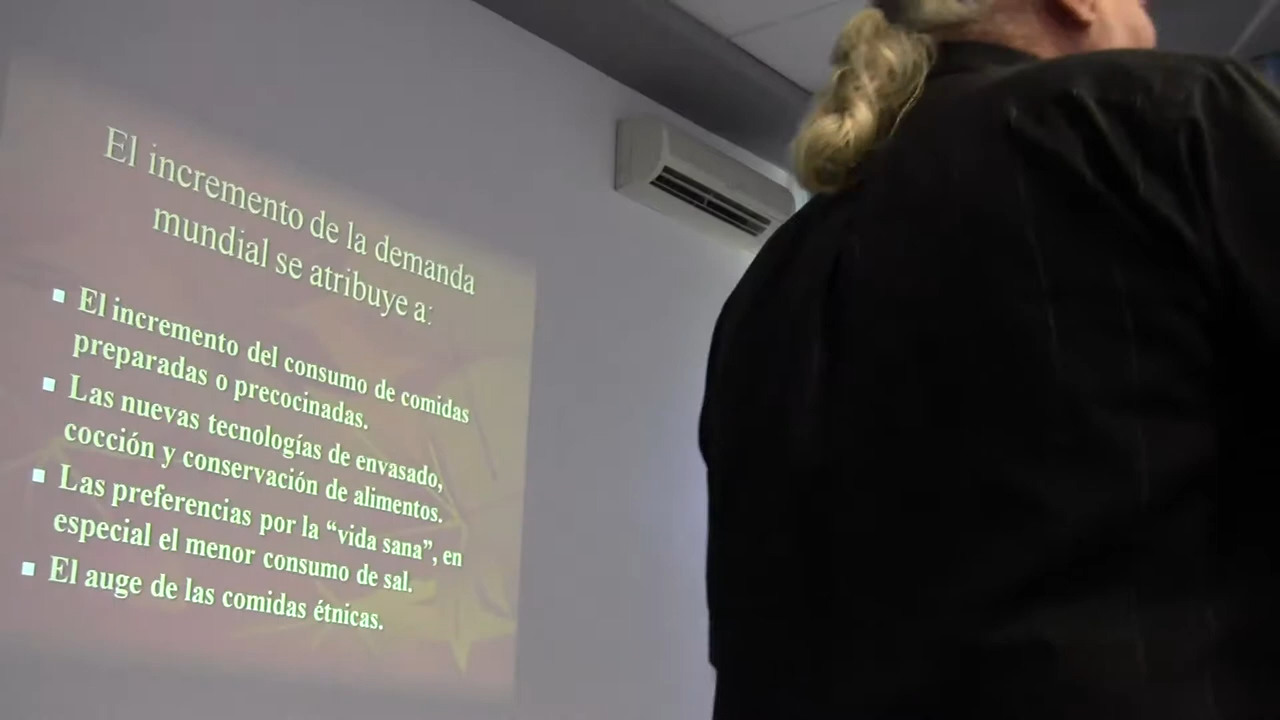 El incremento de la demanda
mundial se atribuye a:
El incremento del consumo de comidas
preparadas o precocinadas.
Las nuevas tecnologías de envasado,
cocción y conservación de alimentos.
Las preferencias por la “vida sana”, en
especial el menor consumo de sal.
El auge de las comidas étnicas.